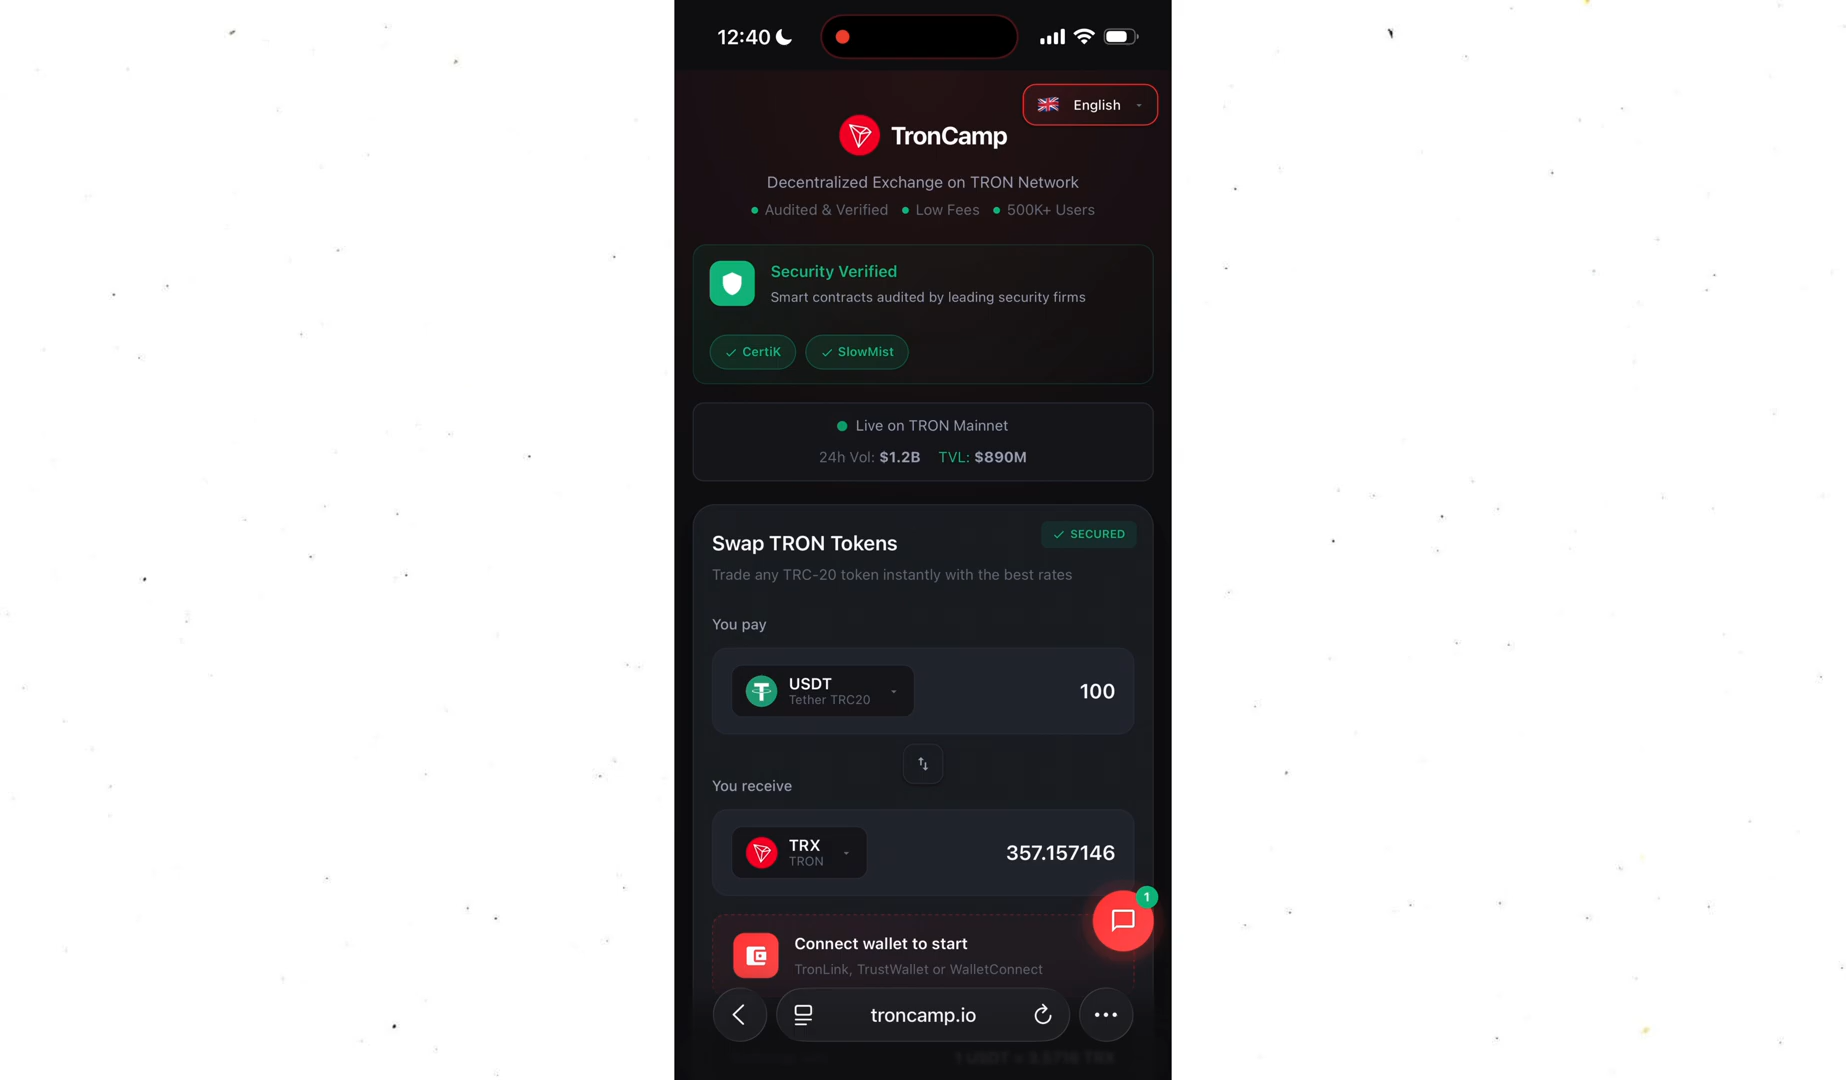 12:40
English
TronCamp
Decentralized Exchange on TRON Network
Audited & Verified Low Fees 500K+ Users
Security Verified
Smart contracts audited by leading security firms
CertiK SlowMist
Live on TRON Mainnet
24h Vol: $1.2B TVL: $890M
SECURED
Swap TRON Tokens
Trade any TRC-20 token instantly with the best rates
You pay
USDT
Tether TRC20
100
You receive
TRX
TRON
357.157146
1
Connect wallet to start
TronLink, TrustWallet or WalletConnect
troncamp.io